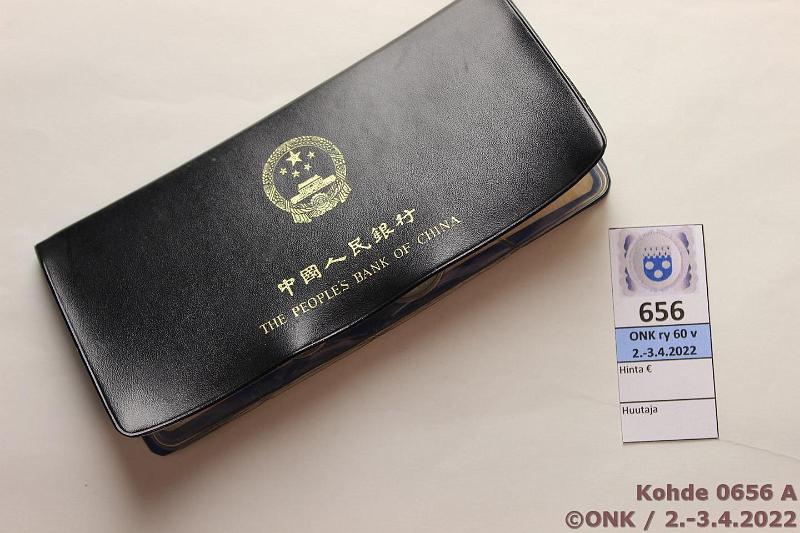 中國人民銀行
THE PEOPLES BANK OF CHINA
656
ONK ry 60 v
2.-3.4.2022
Hinta €
Huutaja
Kohde 0656 A
©ONK / 2.-3.4.2022